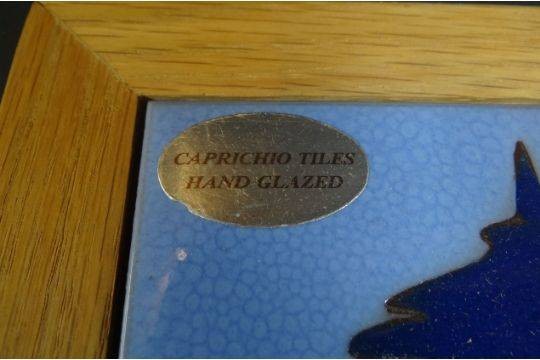 CAPRICHIO TILES
HAND GLAZED